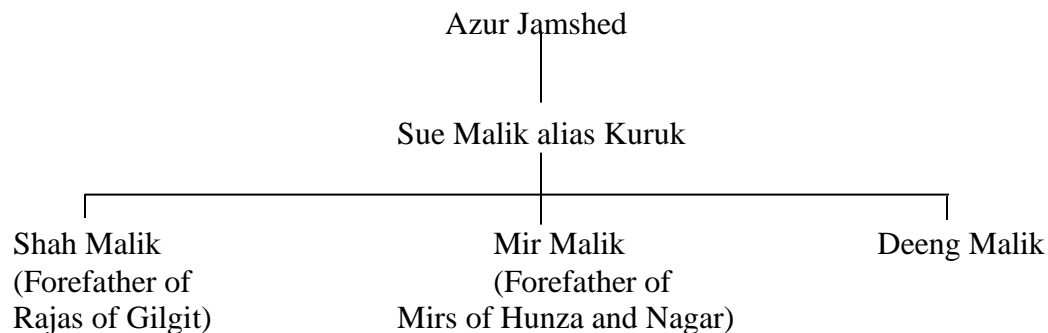 Azur Jamshed
Sue Malik alias Kuruk
Shah Malik
(Forefather of
Rajas of Gilgit)
Mir Malik
(Forefather of
Mirs of Hunza and Nagar)
Deeng Malik